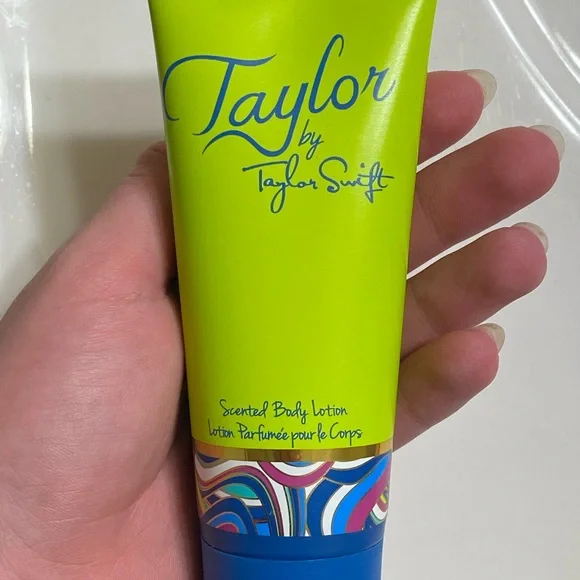 Taylor
by
Taylor Swift
Scented Body Lotion
Lotion Parfumée pour le Corps